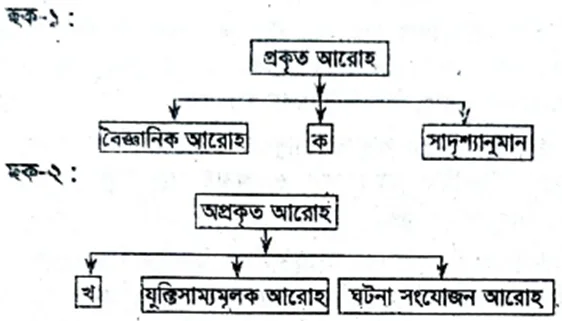 ছক-১ :
প্রকৃত আরোহ
বৈজ্ঞানিক আরোহ ক সাদৃশ্যানুমান
ছক-২ :
অপ্রকৃত আরোহ
খ যুক্তিসাম্যমূলক আরোহ ঘটনা সংযোজন আরোহ